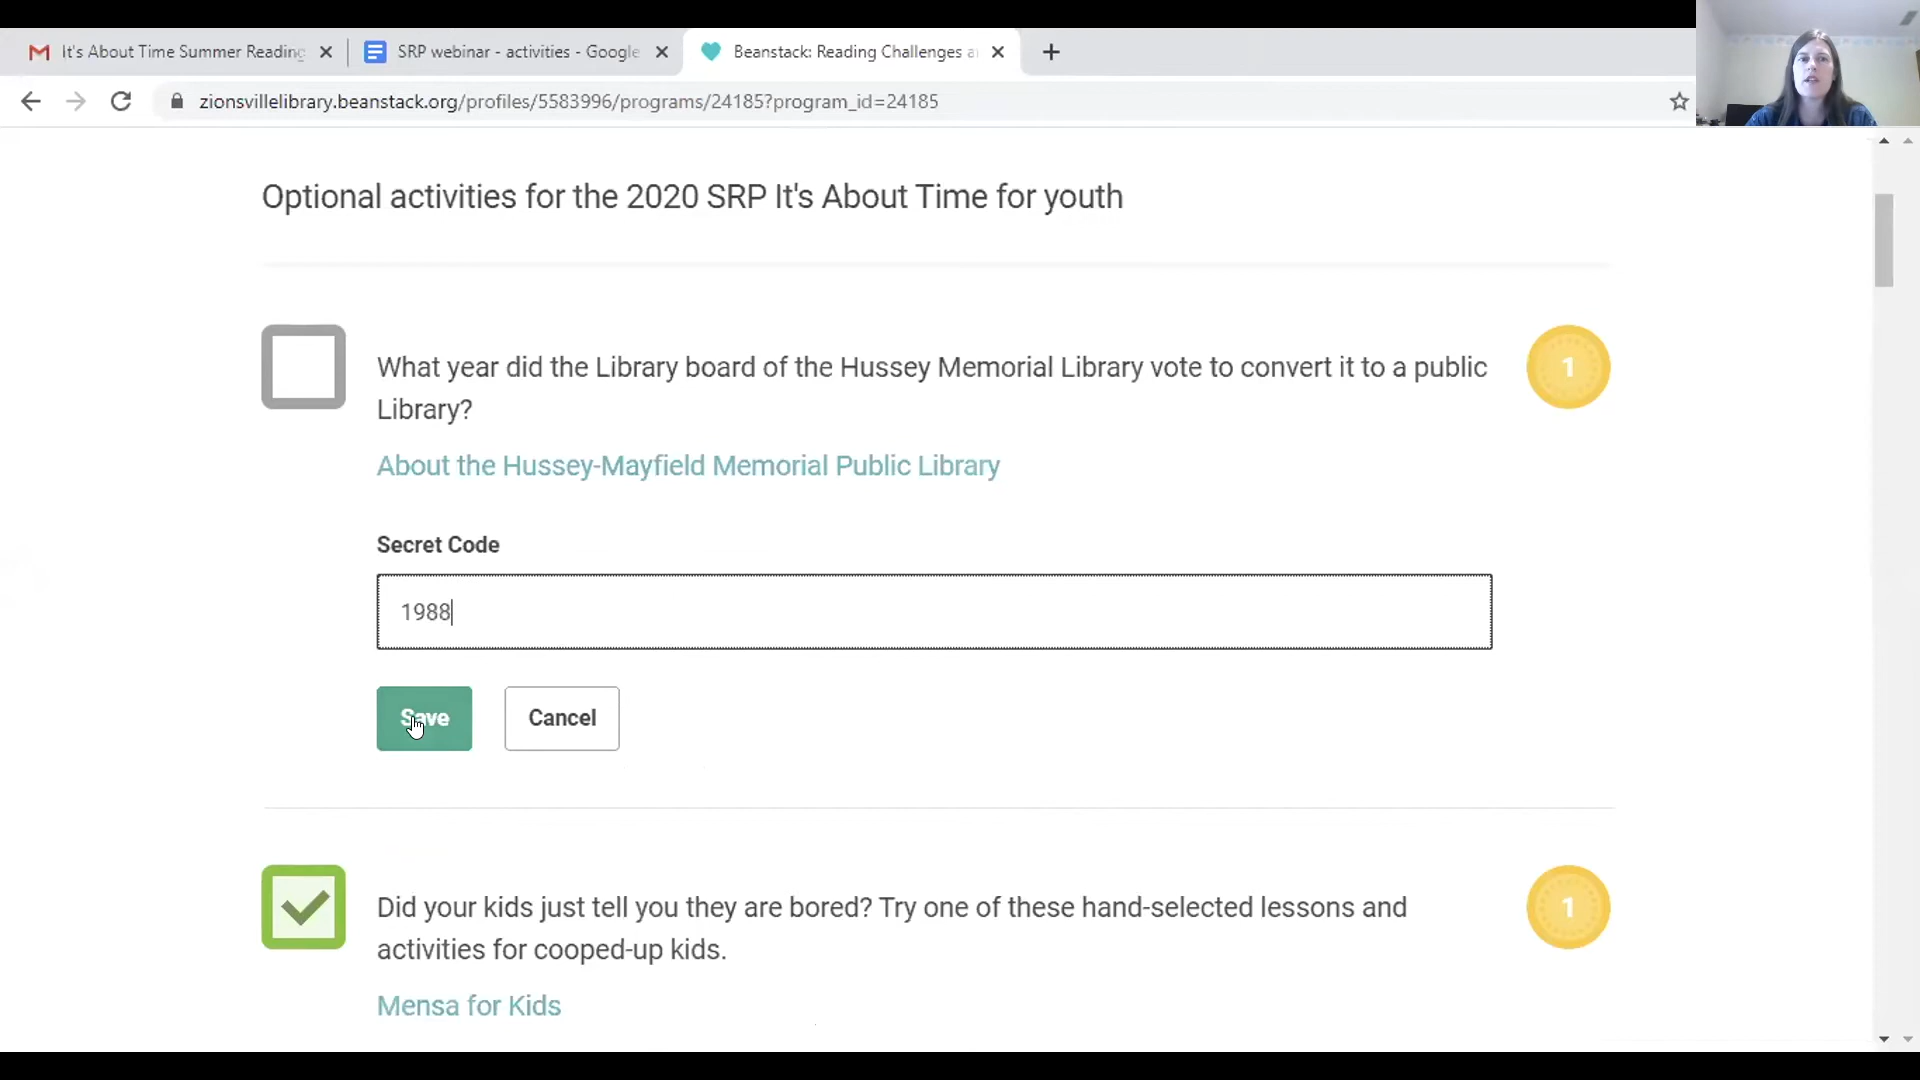 It's About Time Summer Reading
SRP webinar - activities - Google
Beanstack: Reading Challenges a
zionsvillelibrary.beanstack.org/profiles/5583996/programs/24185?program_id=24185
Optional activities for the 2020 SRP It's About Time for youth
What year did the Library board of the Hussey Memorial Library vote to convert it to a public
Library?
1
About the Hussey-Mayfield Memorial Public Library
Secret Code
1988
Save
Cancel
Did your kids just tell you they are bored? Try one of these hand-selected lessons and
activities for cooped-up kids.
1
Mensa for Kids